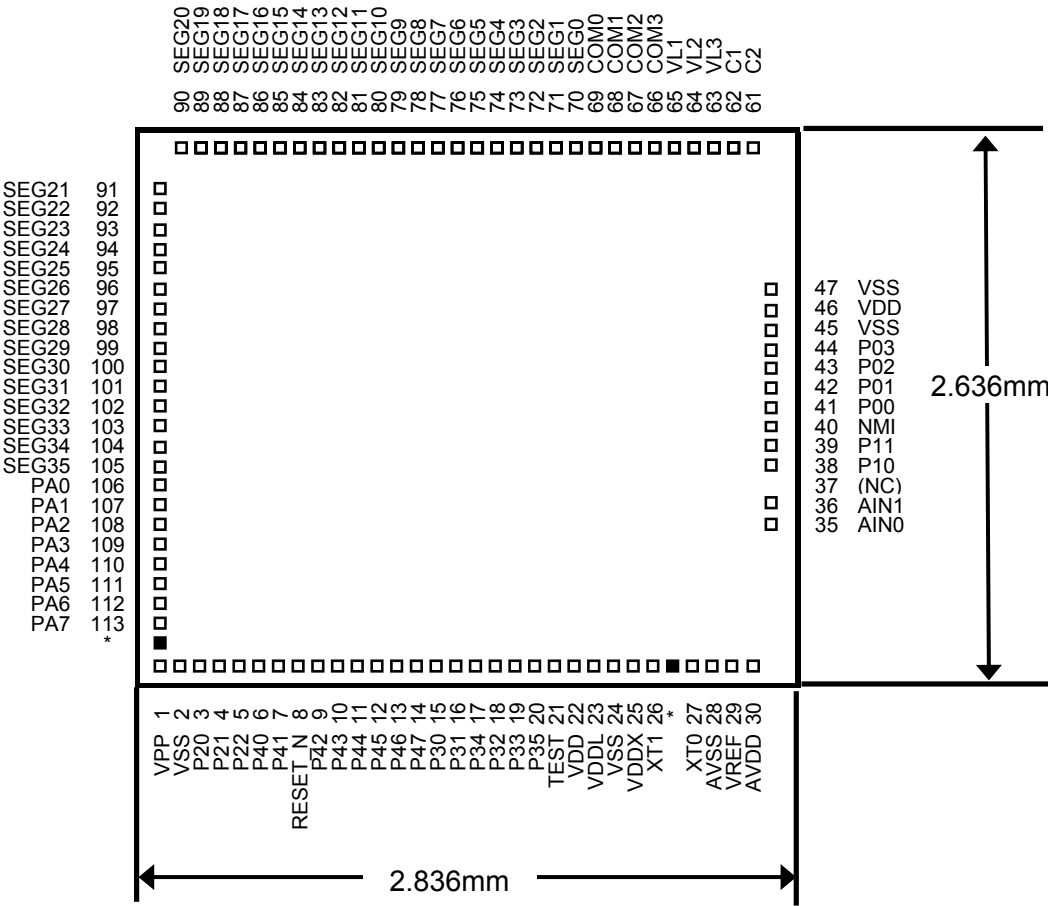 90 SEG20
89 SEG19
88 SEG18
87 SEG17
86 SEG16
85 SEG15
84 SEG14
83 SEG13
82 SEG12
81 SEG11
80 SEG10
79 SEG9
78 SEG8
77 SEG7
76 SEG6
75 SEG5
74 SEG4
73 SEG3
72 SEG2
71 SEG1
70 SEG0
69 COM0
68 COM1
67 COM2
66 COM3
65 VL1
64 VL2
63 VL3
62 C1
61 C2
SEG21 91
SEG22 92
SEG23 93
SEG24 94
SEG25 95
SEG26 96
SEG27 97
SEG28 98
SEG29 99
SEG30 100
SEG31 101
SEG32 102
SEG33 103
SEG34 104
SEG35 105
PA0 106
PA1 107
PA2 108
PA3 109
PA4 110
PA5 111
PA6 112
PA7 113
*
47 VSS
46 VDD
45 VSS
44 P03
43 P02
42 P01
41 P00
40 NMI
39 P11
38 P10
37 (NC)
36 AIN1
35 AIN0
2.636mm
VPP 1
VSS 2
P20 3
P21 4
P22 5
P40 6
P41 7
RESET_N 8
P42 9
P43 10
P44 11
P45 12
P46 13
P47 14
P30 15
P31 16
P34 17
P32 18
P33 19
P35 20
TEST 21
VDD 22
VDDL 23
VSS 24
VDDX 25
XT1 26
*
XT0 27
AVSS 28
VREF 29
AVDD 30
2.836mm